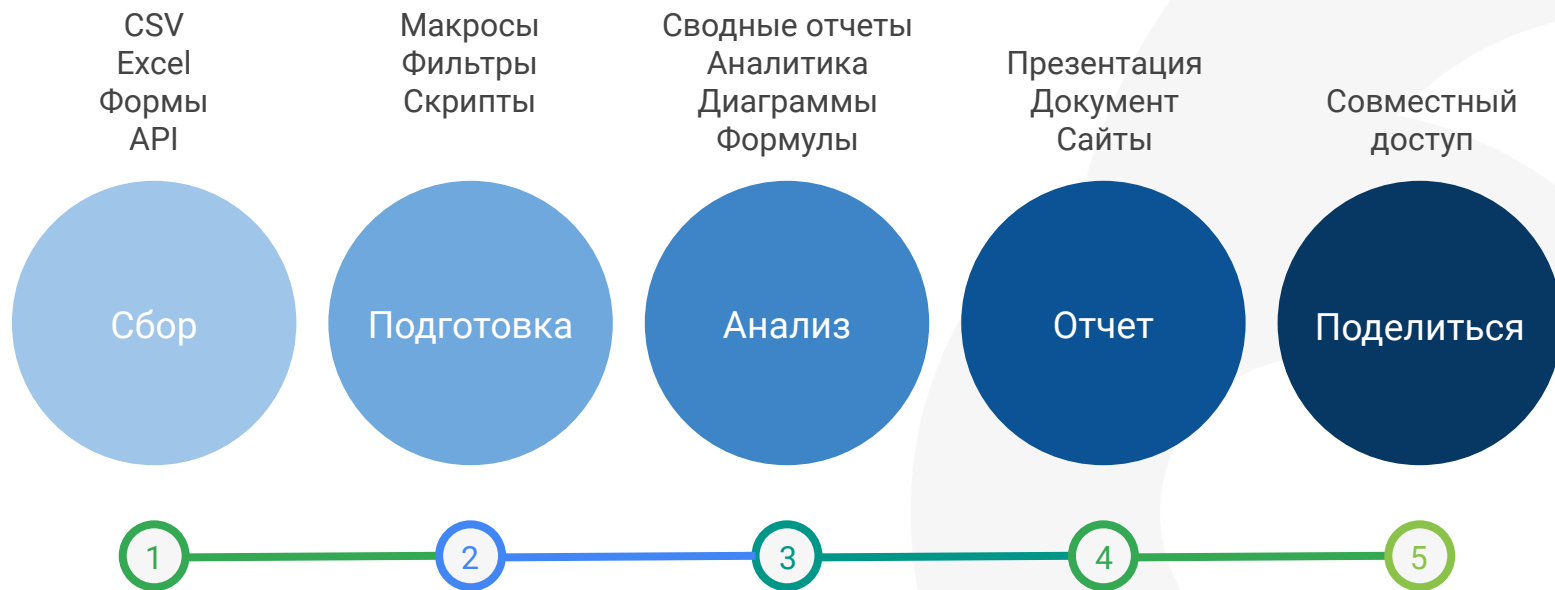 CSV
Excel
Формы
API
Макросы
Фильтры
Скрипты
Сводные отчеты
Аналитика
Диаграммы
Формулы
Презентация
Документ
Сайты
Совместный
доступ
Сбор
Подготовка
Анализ
Отчет
Поделиться
1
2
3
4
5